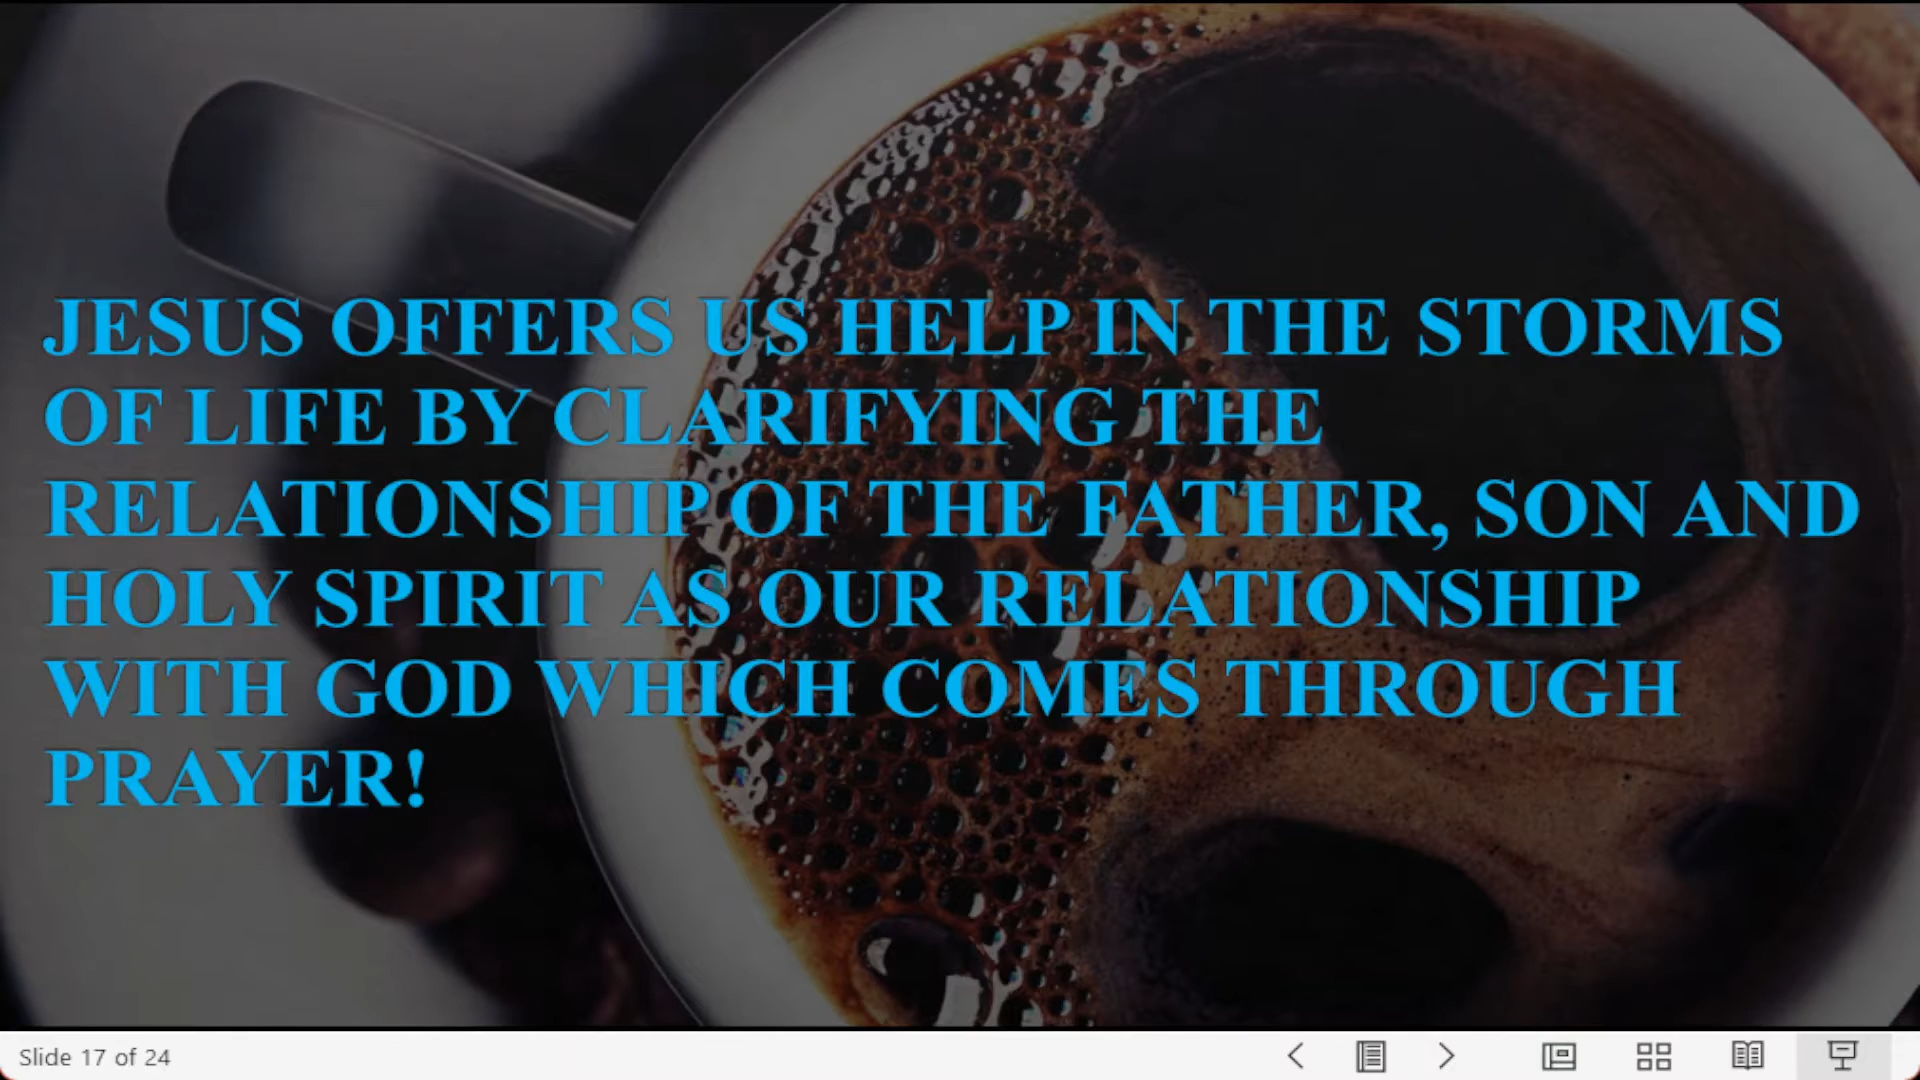 JESUS OFFERS US HELP IN THE STORMS
OF LIFE BY CLARIFYING THE
RELATIONSHIP OF THE FATHER, SON AND
HOLY SPIRIT AS OUR RELATIONSHIP
WITH GOD WHICH COMES THROUGH
PRAYER!
Slide 17 of 24